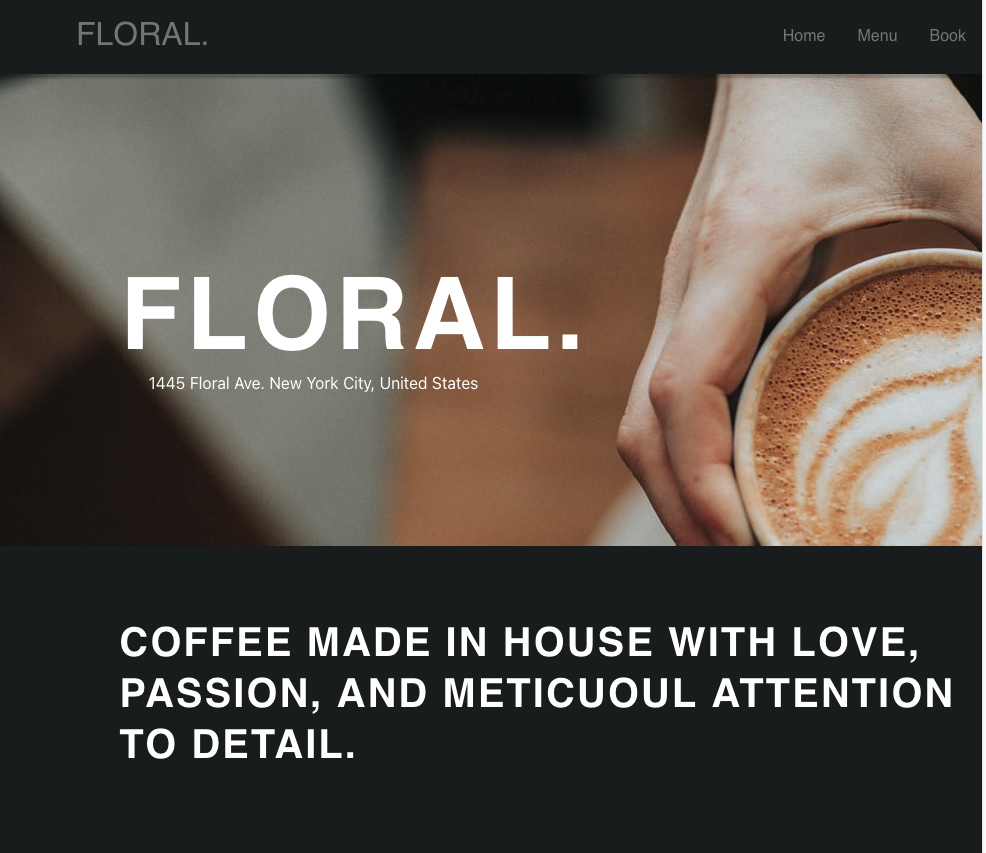 FLORAL.
Home Menu Book
FLORAL.
1445 Floral Ave. New York City, United States
COFFEE MADE IN HOUSE WITH LOVE,
PASSION, AND METICUOUL ATTENTION
TO DETAIL.